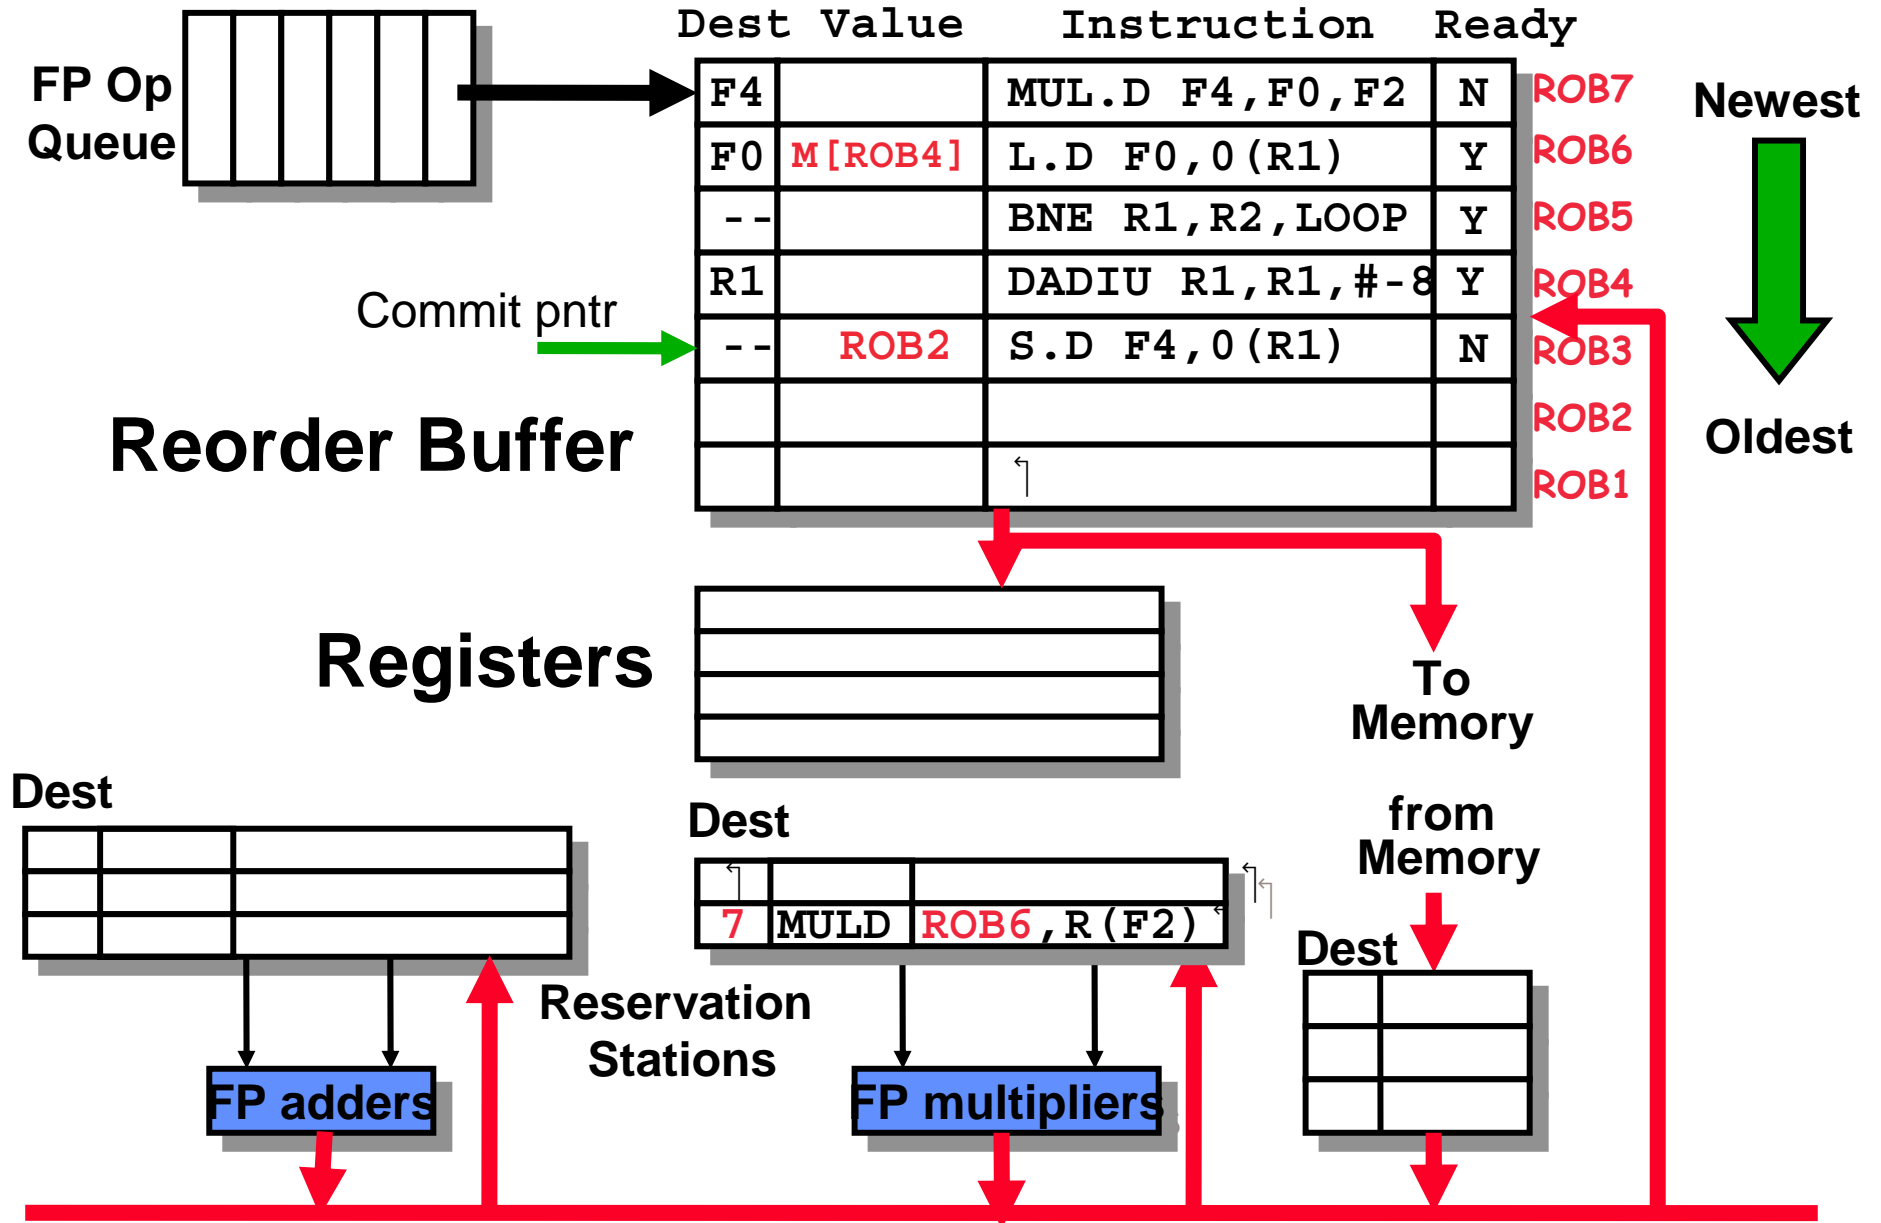 Dest Value Instruction Ready
FP Op
Queue
F4 MUL.D F4,F0,F2 N ROB7
F0 M[ROB4] L.D F0,0(R1) Y ROB6
-- BNE R1,R2,LOOP Y ROB5
R1 DADIU R1,R1,#-8 Y ROB4
-- ROB2 S.D F4,0(R1) N ROB3
ROB2
ROB1
Newest
Oldest
Commit pntr
Reorder Buffer
Registers
To
Memory
Dest
Dest
from
Memory
7 MULD ROB6,R(F2)
Dest
Reservation
Stations
FP adders
FP multipliers